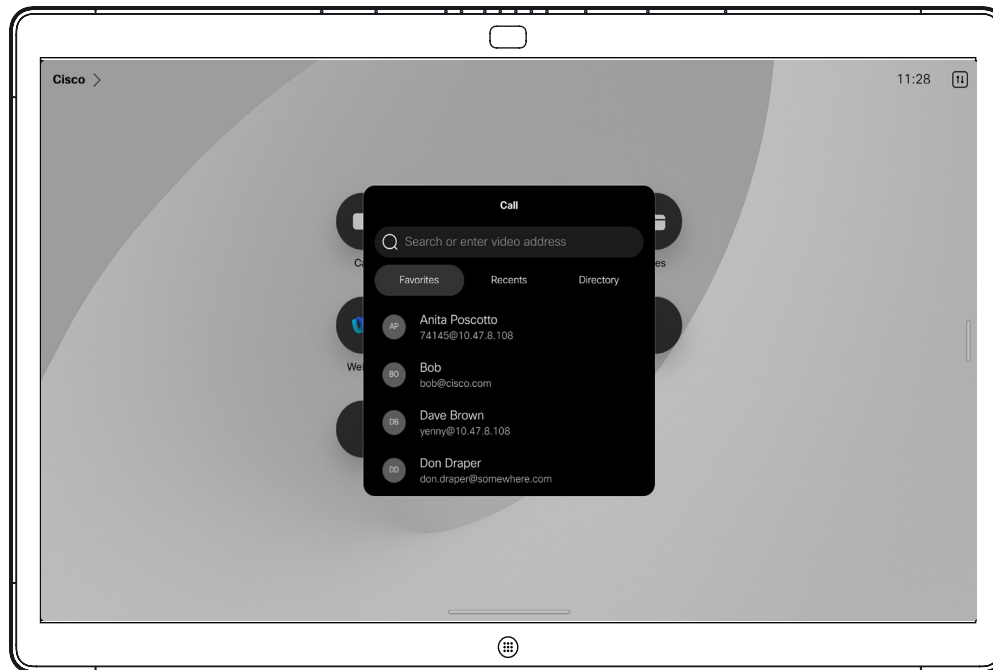 Cisco
11:28
Call
Search or enter video address
Favorites Recents Directory
AP
Anita Poscotto
74145@10.47.8.108
BO
Bob
bob@cisco.com
DB
Dave Brown
yenny@10.47.8.108
DD
Don Draper
don.draper@somewhere.com